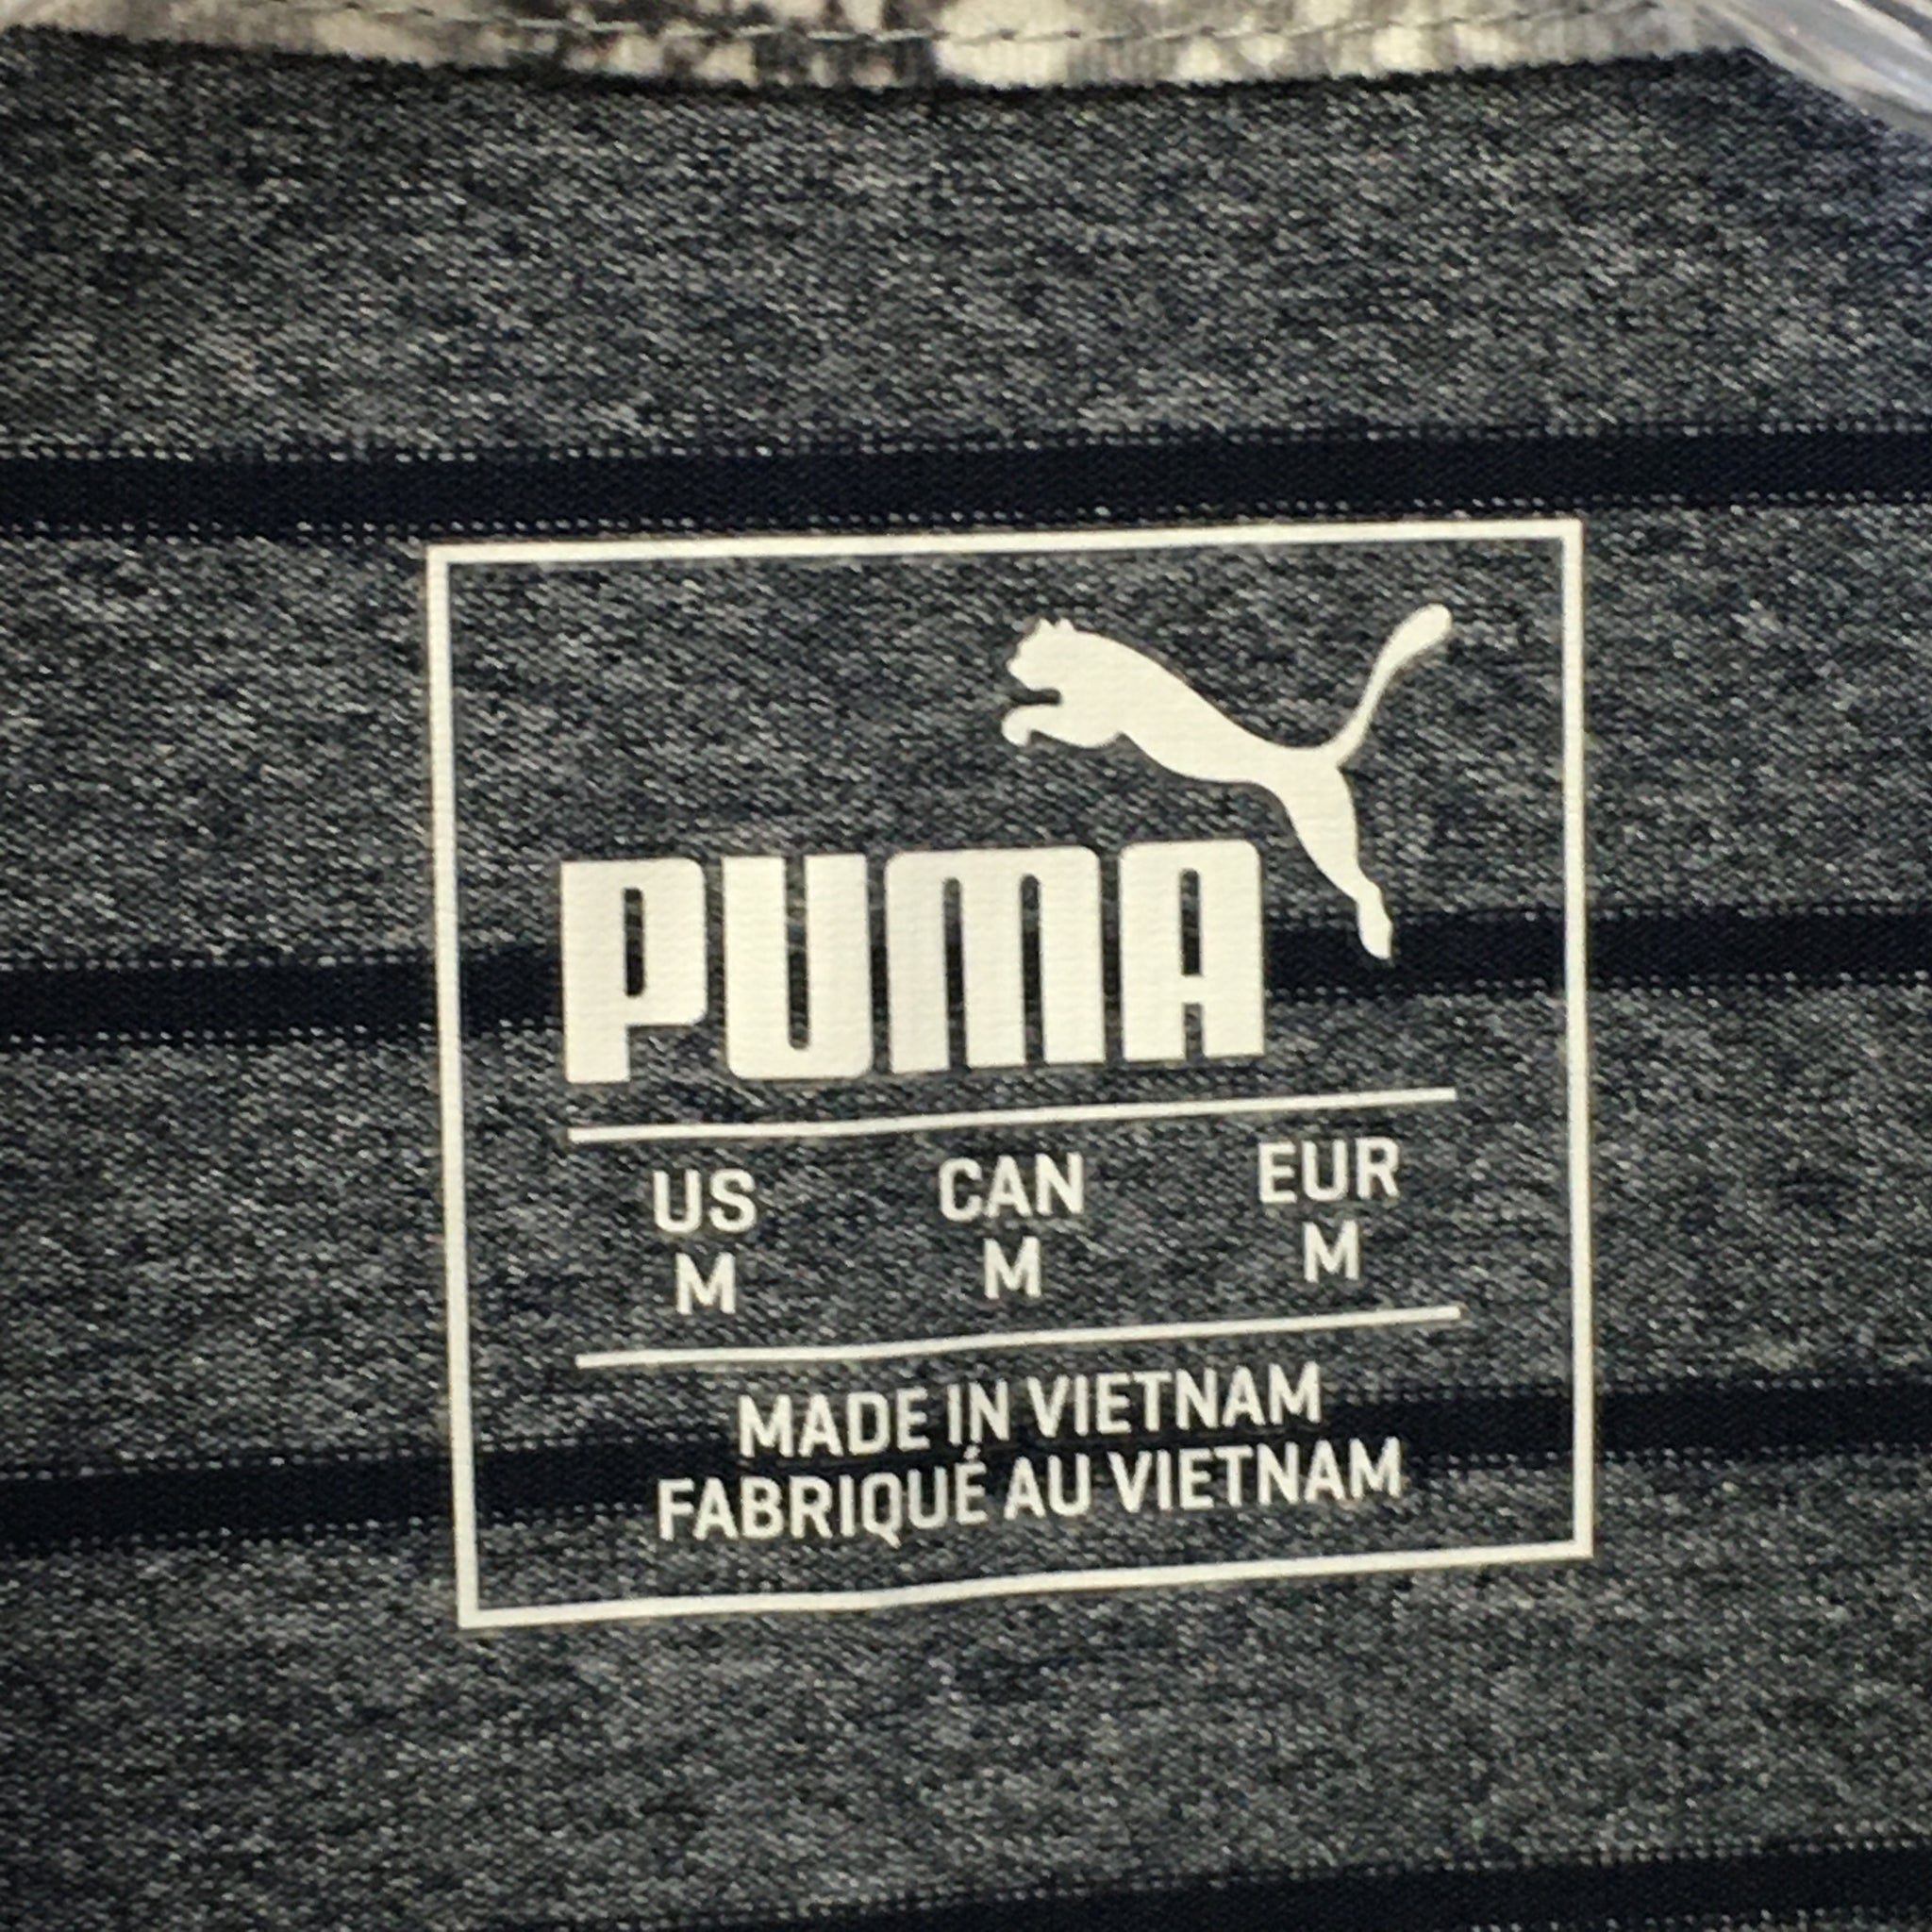 PUMA
US CAN EUR
M M M
MADE IN VIETNAM
FABRIQUÉ AU VIETNAM